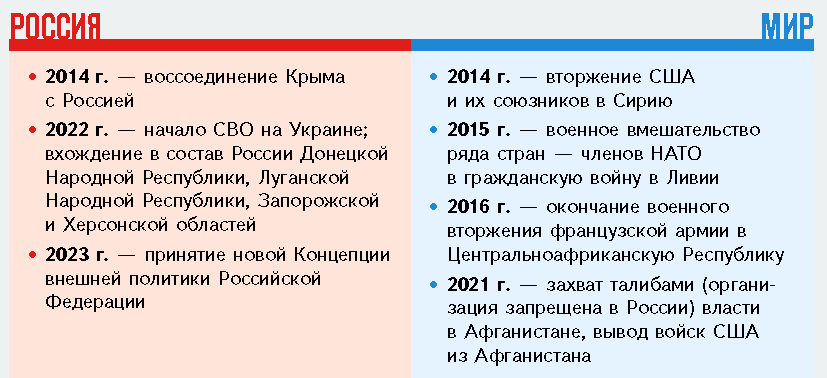 РОССИЯ
МИР
• 2014 г. — воссоединение Крыма
с Россией
• 2022 г. — начало СВО на Украине;
вхождение в состав России Донецкой
Народной Республики, Луганской
Народной Республики, Запорожской
и Херсонской областей
• 2023 г. — принятие новой Концепции
внешней политики Российской
Федерации
• 2014 г. — вторжение США
и их союзников в Сирию
• 2015 г. — военное вмешательство
ряда стран — членов НАТО
в гражданскую войну в Ливии
• 2016 г. — окончание военного
вторжения французской армии в
Центральноафриканскую Республику
• 2021 г. — захват талибами (органи-
зация запрещена в России) власти
в Афганистане, вывод войск США
из Афганистана